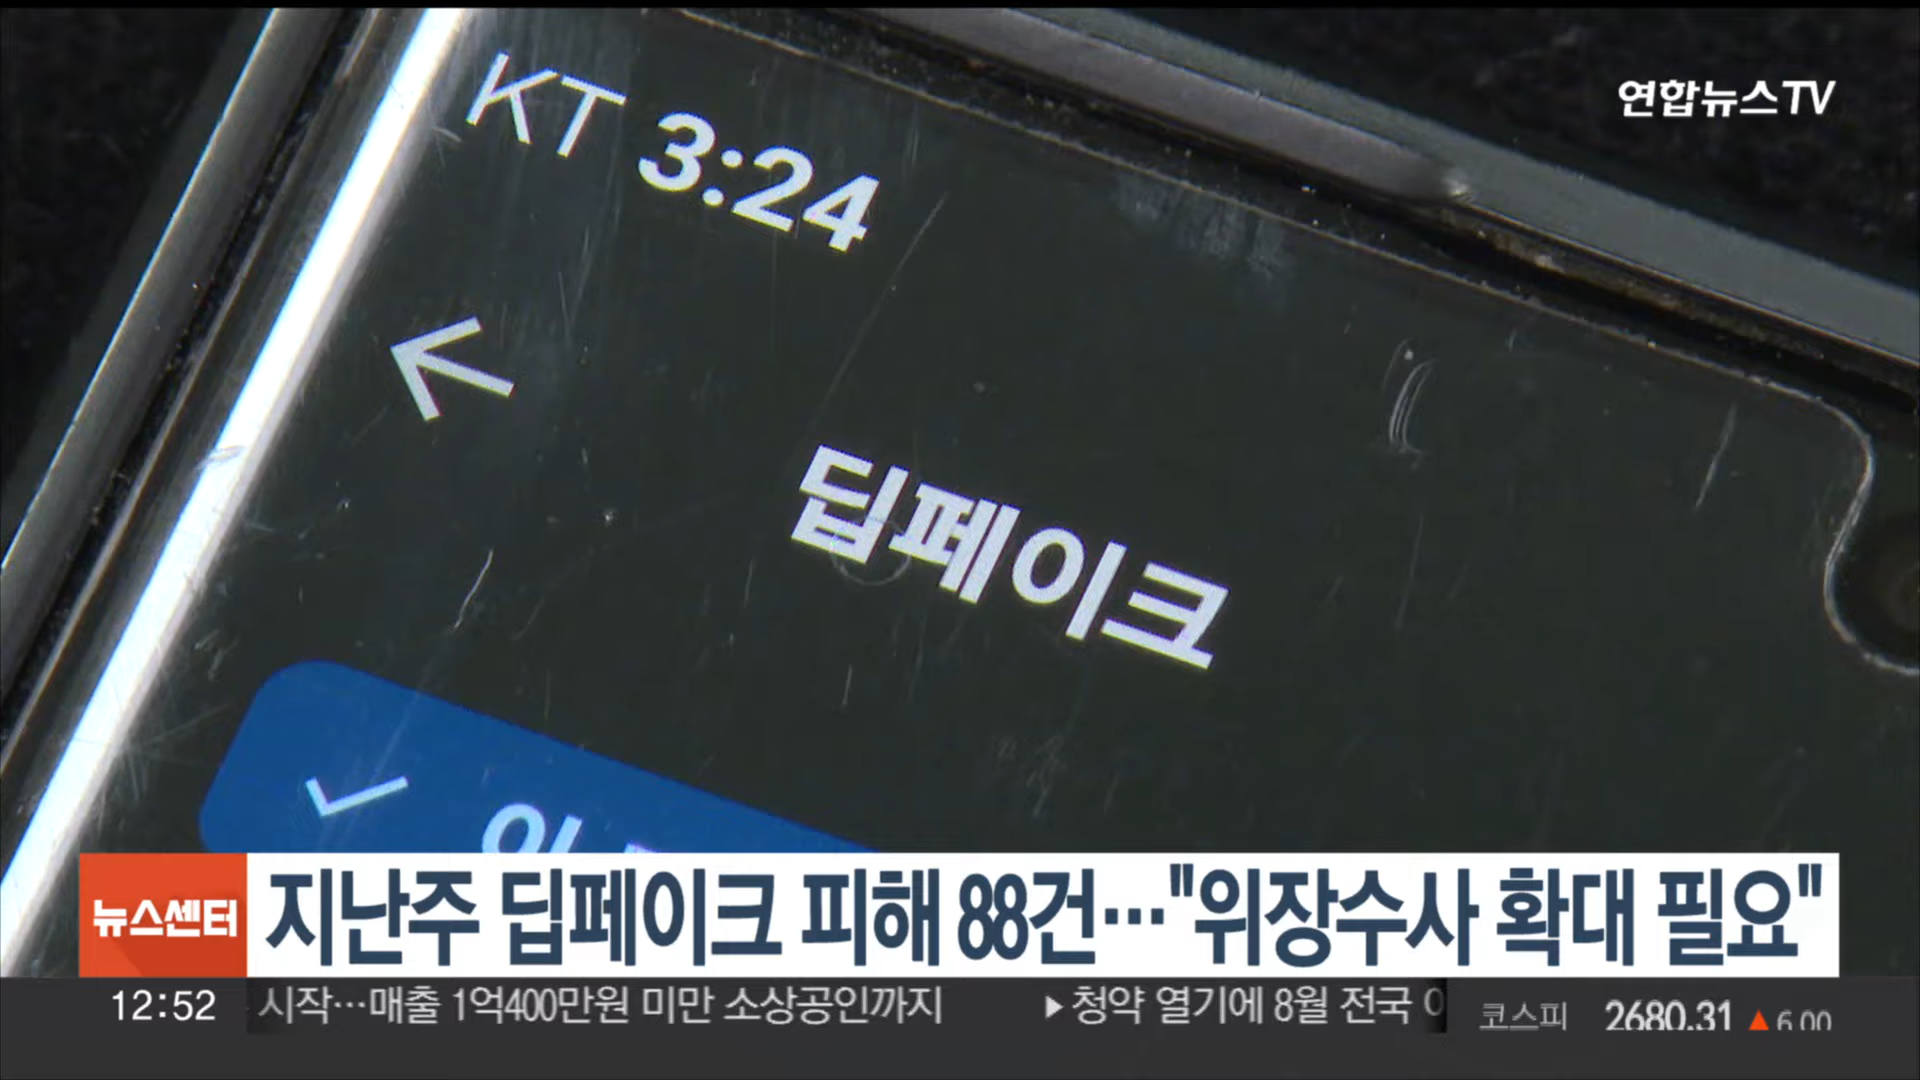 연합뉴스TV
KT 3:24
딥페이크
뉴스센터
지난주 딥페이크 피해 88건…"위장수사 확대 필요"
12:52 시작…매출 1억400만원 미만 소상공인까지 ▶청약 열기에 8월 전국 코스피 2680.31 ▲6.00